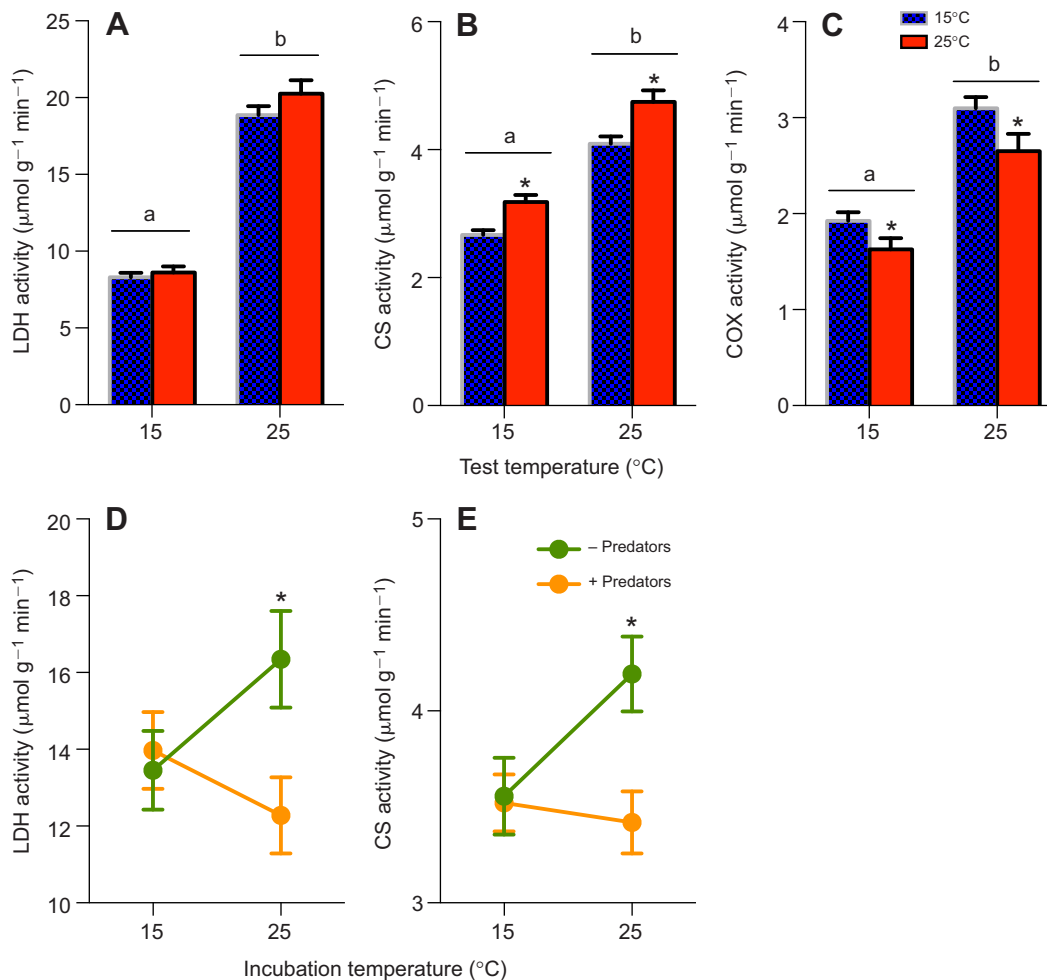 A
LDH activity (μmol g−1 min−1)
25
20
15
10
5
0
a
b
15
25
B
CS activity (μmol g−1 min−1)
6
4
2
0
a
*
b
*
15
25
C
COX activity (μmol g−1 min−1)
4
3
2
1
0
15°C
25°C
a
*
b
*
15
25
Test temperature (°C)
D
LDH activity (μmol g−1 min−1)
20
18
16
14
12
10
*
15
25
E
CS activity (μmol g−1 min−1)
5
4
3
– Predators
+ Predators
*
15
25
Incubation temperature (°C)